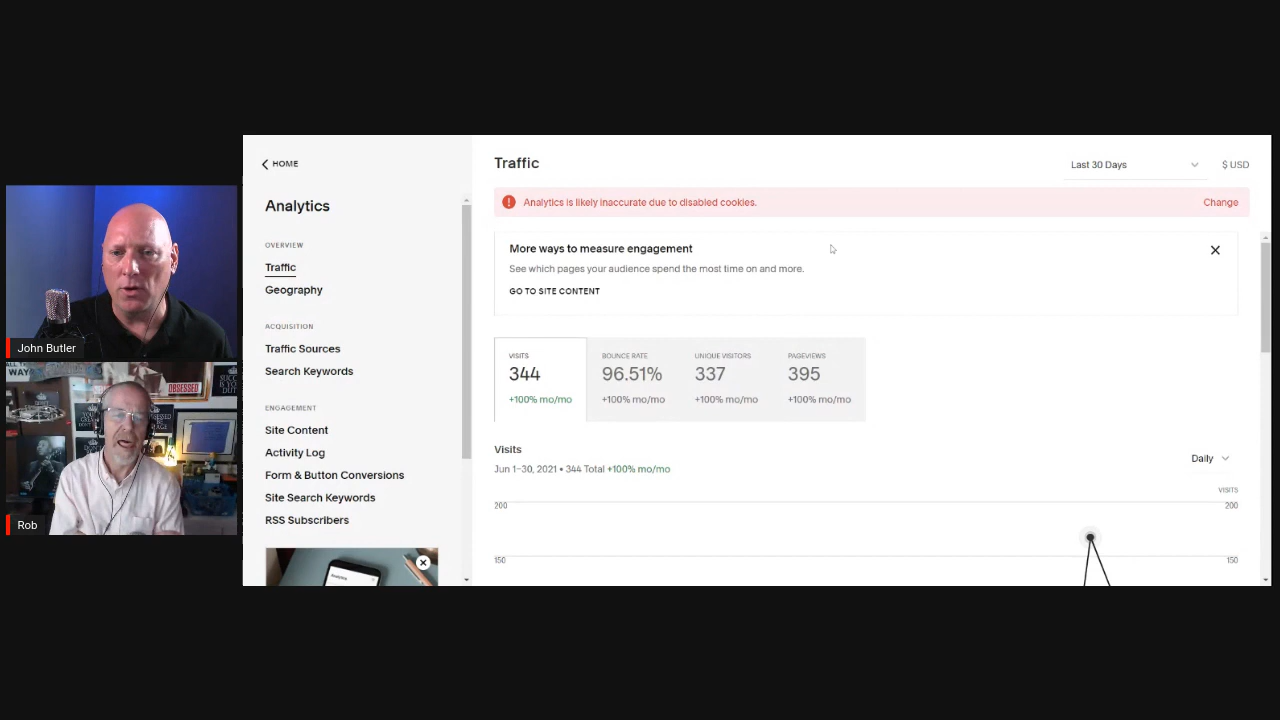 John Butler
OBSESSED
Rob
HOME
Analytics
OVERVIEW
Traffic
Geography
ACQUISITION
Traffic Sources
Search Keywords
ENGAGEMENT
Site Content
Activity Log
Form & Button Conversions
Site Search Keywords
RSS Subscribers
Analytics
Traffic
Last 30 Days
$ USD
Analytics is likely inaccurate due to disabled cookies.
Change
More ways to measure engagement
See which pages your audience spend the most time on and more.
GO TO SITE CONTENT
VISITS
344
+100% mo/mo
BOUNCE RATE
96.51%
+100% mo/mo
UNIQUE VISITORS
337
+100% mo/mo
PAGEVIEWS
395
+100% mo/mo
Visits
Jun 1-30, 2021 • 344 Total +100% mo/mo
Daily
VISITS
200
200
150
150